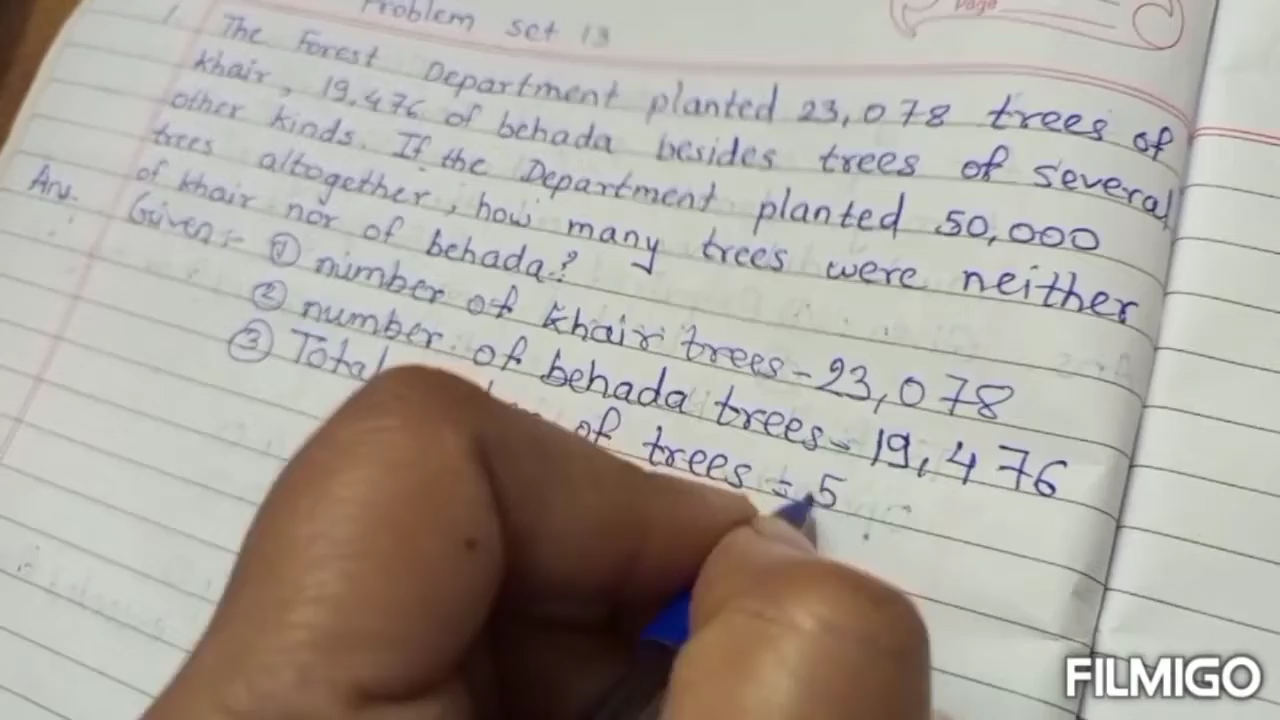 Problem set 13
Page
1. The Forest Department planted 23,078 trees of
khair, 19,476 of behada besides trees of several
other kinds. If the Department planted 50,000
trees altogether, how many trees were neither
of khair nor of behada?
Ans. Given:- ① number of khair trees - 23,078
② number of behada trees - 19,476
③ Total of trees - 5
FILMIGO